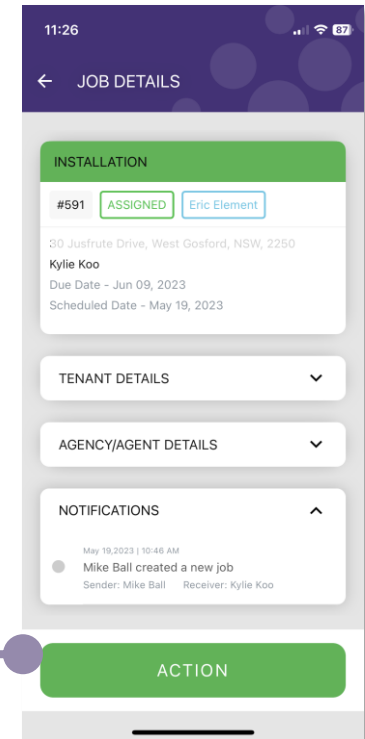 11:26
87
JOB DETAILS
INSTALLATION
#591 ASSIGNED Eric Element
30 Jusfrute Drive, West Gosford, NSW, 2250
Kylie Koo
Due Date - Jun 09, 2023
Scheduled Date - May 19, 2023
TENANT DETAILS
AGENCY/AGENT DETAILS
NOTIFICATIONS
May 19,2023 | 10:46 AM
Mike Ball created a new job
Sender: Mike Ball Receiver: Kylie Koo
ACTION